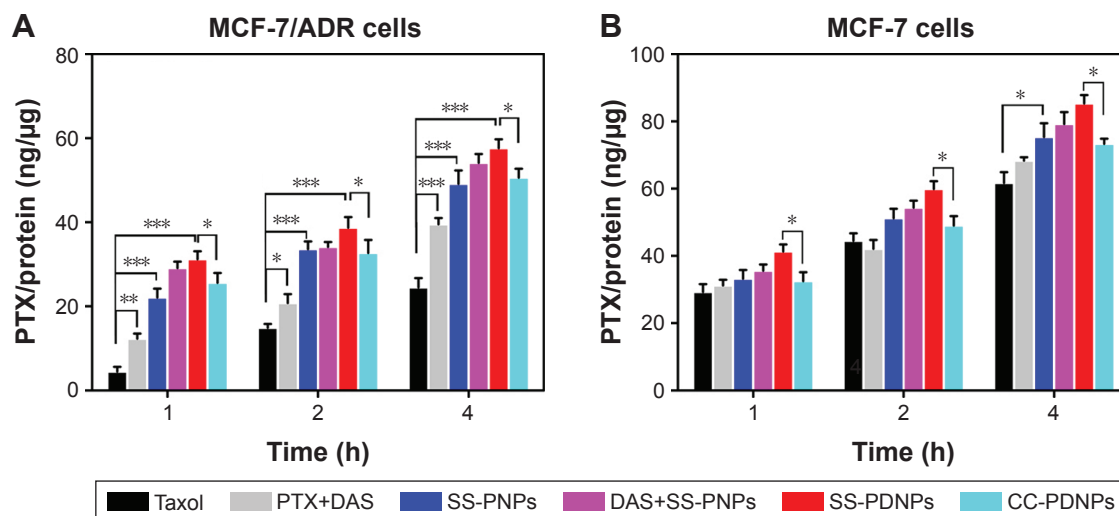 A
MCF-7/ADR cells
PTX/protein (ng/µg)
80
60
40
20
0
*** * *** ***
*** * *** *
*** * *** **
1 2 4
Time (h)
B
MCF-7 cells
PTX/protein (ng/µg)
100
80
60
40
20
0
* * * *
4
1 2 4
Time (h)
Taxol PTX+DAS SS-PNPs DAS+SS-PNPs SS-PDNPs CC-PDNPs